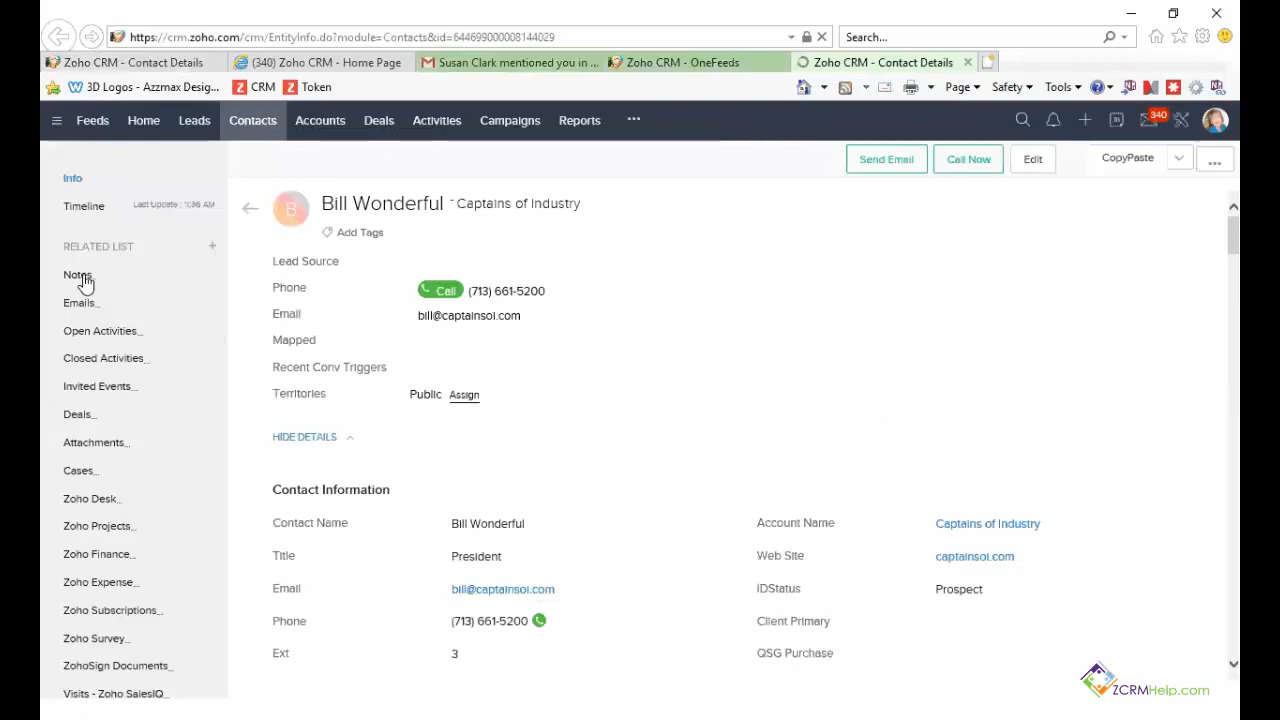 https://crm.zoho.com/crm/EntityInfo.do?module=Contacts&id=644699000008144029
Search...
Zoho CRM - Contact Details
(340) Zoho CRM - Home Page
Susan Clark mentioned you in ...
Zoho CRM - OneFeeds
Zoho CRM - Contact Details
3D Logos - Azzmax Desig...
CRM
Token
Page
Safety
Tools
Feeds
Home
Leads
Contacts
Accounts
Deals
Activities
Campaigns
Reports
...
340
Send Email
Call Now
Edit
CopyPaste
...
Info
Timeline
Last Update : 1:36 AM
RELATED LIST
Notes
Emails
Open Activities
Closed Activities
Invited Events
Deals
Attachments
Cases
Zoho Desk
Zoho Projects
Zoho Finance
Zoho Expense
Zoho Subscriptions
Zoho Survey
ZohoSign Documents
Visits - Zoho SalesIQ
B
Bill Wonderful - Captains of Industry
Add Tags
Lead Source
Phone Call (713) 661-5200
Email bill@captainsoi.com
Mapped
Recent Conv Triggers
Territories Public Assign
HIDE DETAILS
Contact Information
Contact Name Bill Wonderful Account Name Captains of Industry
Title President Web Site captainsoi.com
Email bill@captainsoi.com IDStatus Prospect
Phone (713) 661-5200 Client Primary
Ext 3 QSG Purchase
ZCRMHelp.com